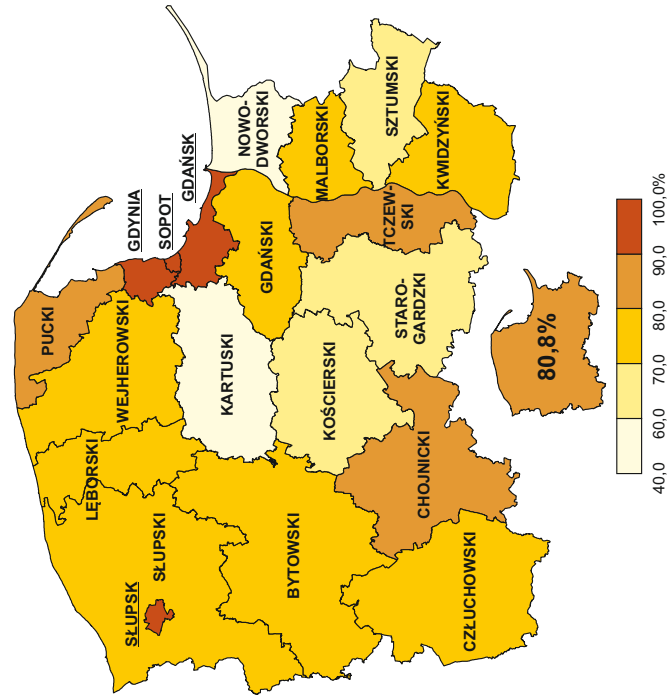 PUCKI
GDYNIA
SOPOT
GDAŃSK
SŁUPSK
SŁUPSKI
LĘBORSKI
WEJHEROWSKI
KARTUSKI
GDAŃSKI
NOWO-
DWORSKI
MALBORSKI
SZTUMSKI
KWIDZYŃSKI
TCZEW-
SKI
STARO-
GARDZKI
KOŚCIERSKI
BYTOWSKI
CHOJNICKI
CZŁUCHOWSKI
80,8%
40,0 60,0 70,0 80,0 90,0 100,0%